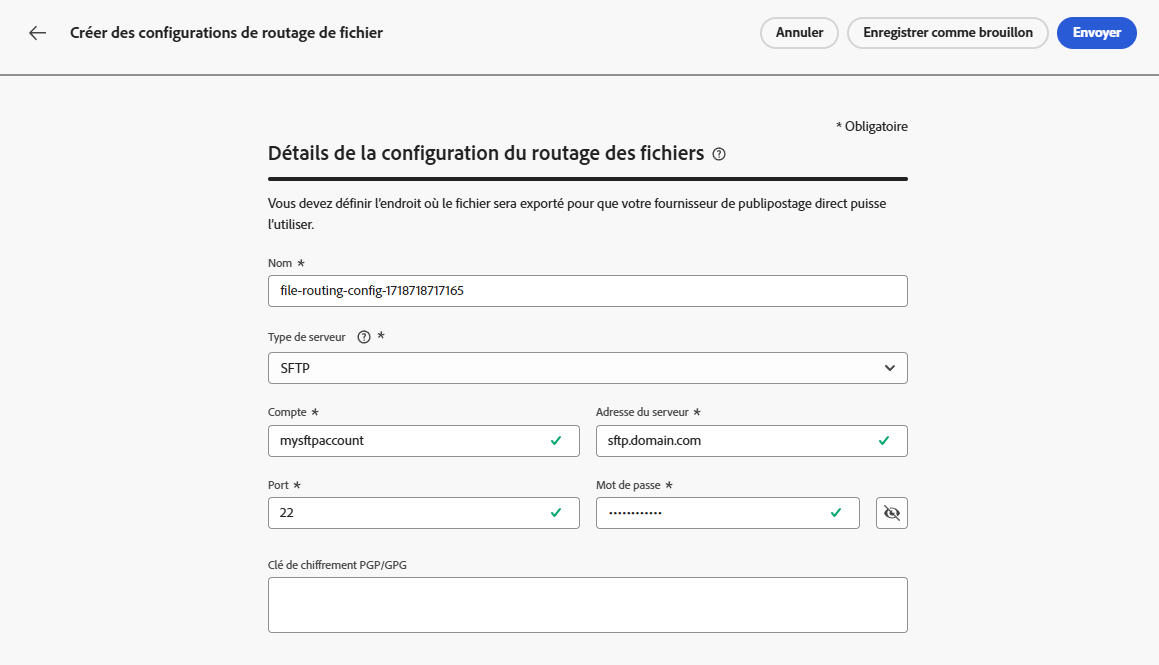 Créer des configurations de routage de fichier
Annuler
Enregistrer comme brouillon
Envoyer
* Obligatoire
Détails de la configuration du routage des fichiers
Vous devez définir l'endroit où le fichier sera exporté pour que votre fournisseur de publipostage direct puisse
l'utiliser.
Nom *
file-routing-config-1718718717165
Type de serveur ? *
SFTP
Compte *
Adresse du serveur *
mysftpaccount
sftp.domain.com
Port *
Mot de passe *
22
••••••••••••
Clé de chiffrement PGP/GPG